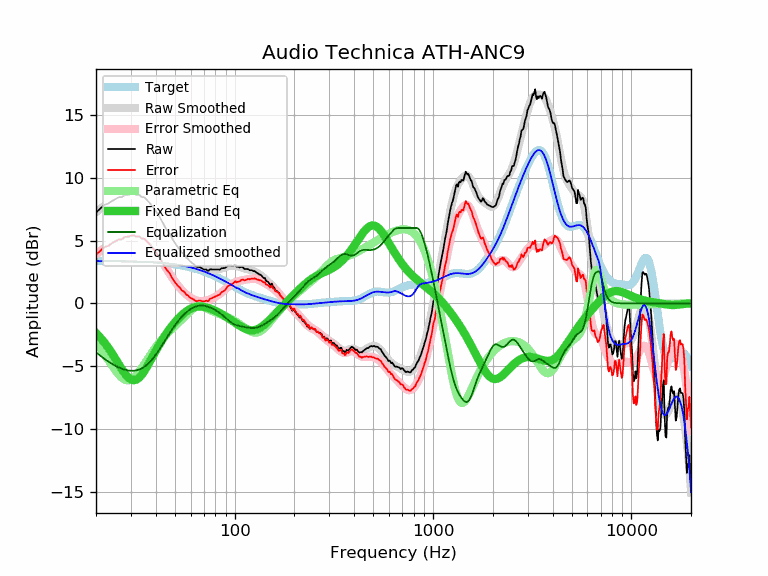 Audio Technica ATH-ANC9
Target
Raw Smoothed
Error Smoothed
Raw
Error
Parametric Eq
Fixed Band Eq
Equalization
Equalized smoothed
15
10
5
0
−5
−10
−15
Amplitude (dBr)
100 1000 10000
Frequency (Hz)